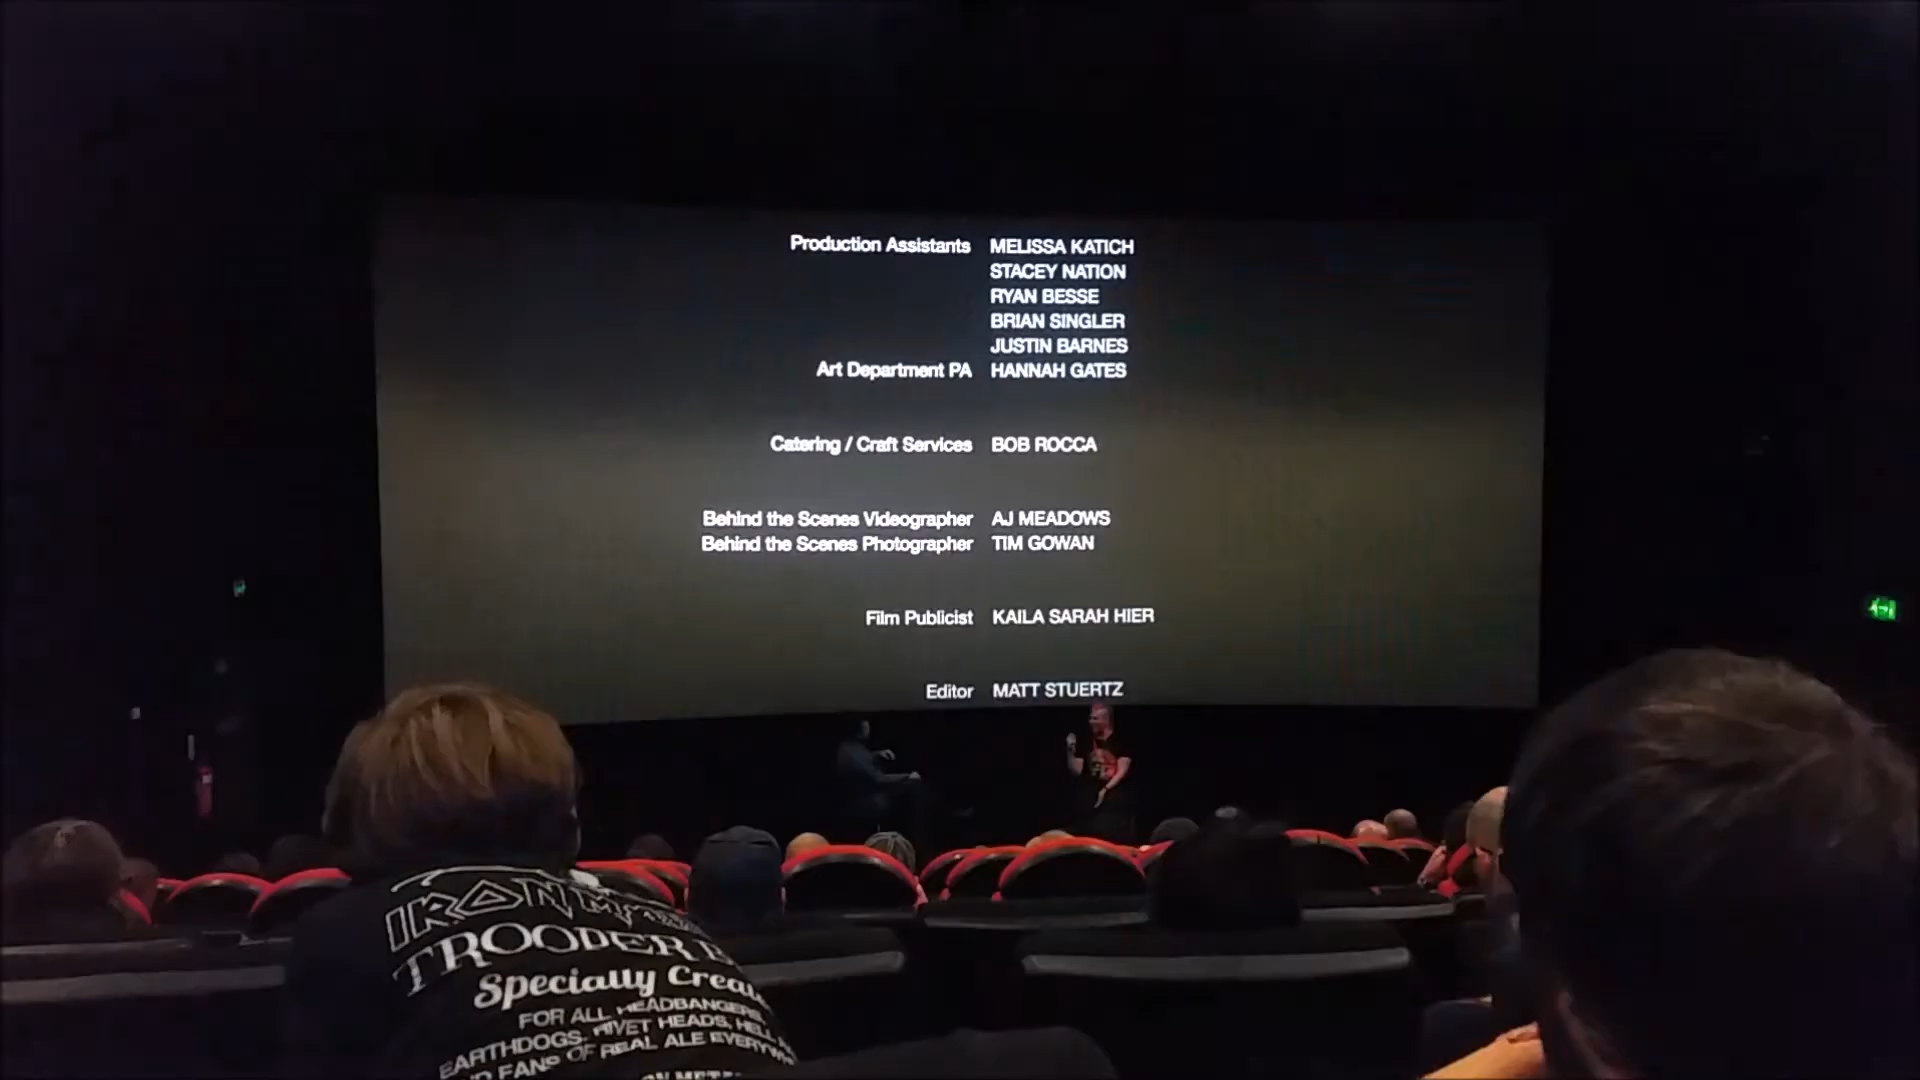 Production Assistants MELISSA KATICH
STACEY NATION
RYAN BESSE
BRIAN SINGLER
JUSTIN BARNES
Art Department PA HANNAH GATES
Catering / Craft Services BOB ROCCA
Behind the Scenes Videographer AJ MEADOWS
Behind the Scenes Photographer TIM GOWAN
Film Publicist KAILA SARAH HIER
Editor MATT STUERTZ
IRON
TROOPER
Specially
FOR ALL HEADBANGERS,
EARTHDOGS, RIVET HEADS,
FANS OF REAL ALE